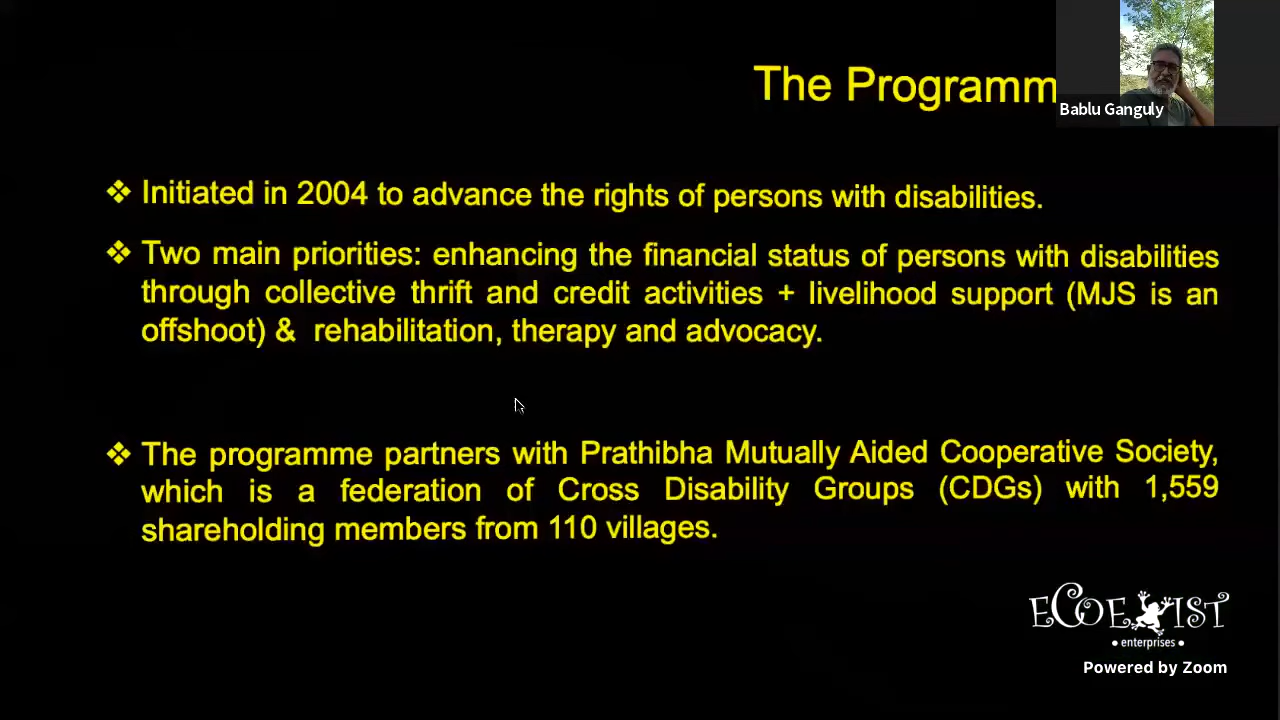 The Programm
Bablu Ganguly
❖ Initiated in 2004 to advance the rights of persons with disabilities.
❖ Two main priorities: enhancing the financial status of persons with disabilities
through collective thrift and credit activities + livelihood support (MJS is an
offshoot) & rehabilitation, therapy and advocacy.
❖ The programme partners with Prathibha Mutually Aided Cooperative Society,
which is a federation of Cross Disability Groups (CDGs) with 1,559
shareholding members from 110 villages.
eCoExist
• enterprises •
Powered by Zoom